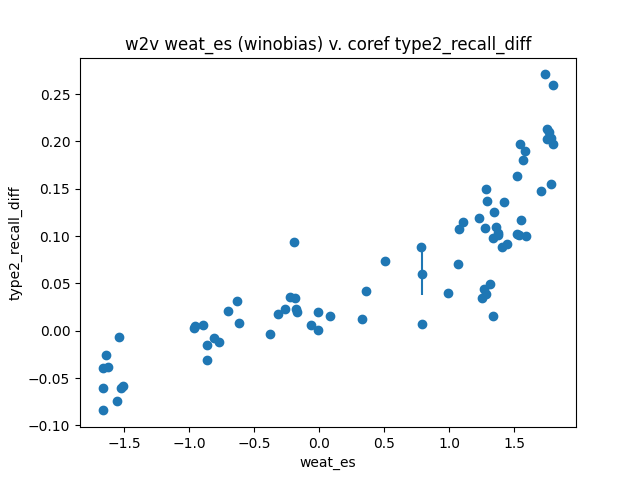 w2v weat_es (winobias) v. coref type2_recall_diff
0.25
0.20
0.15
0.10
0.05
0.00
−0.05
−0.10
type2_recall_diff
−1.5 −1.0 −0.5 0.0 0.5 1.0 1.5
weat_es